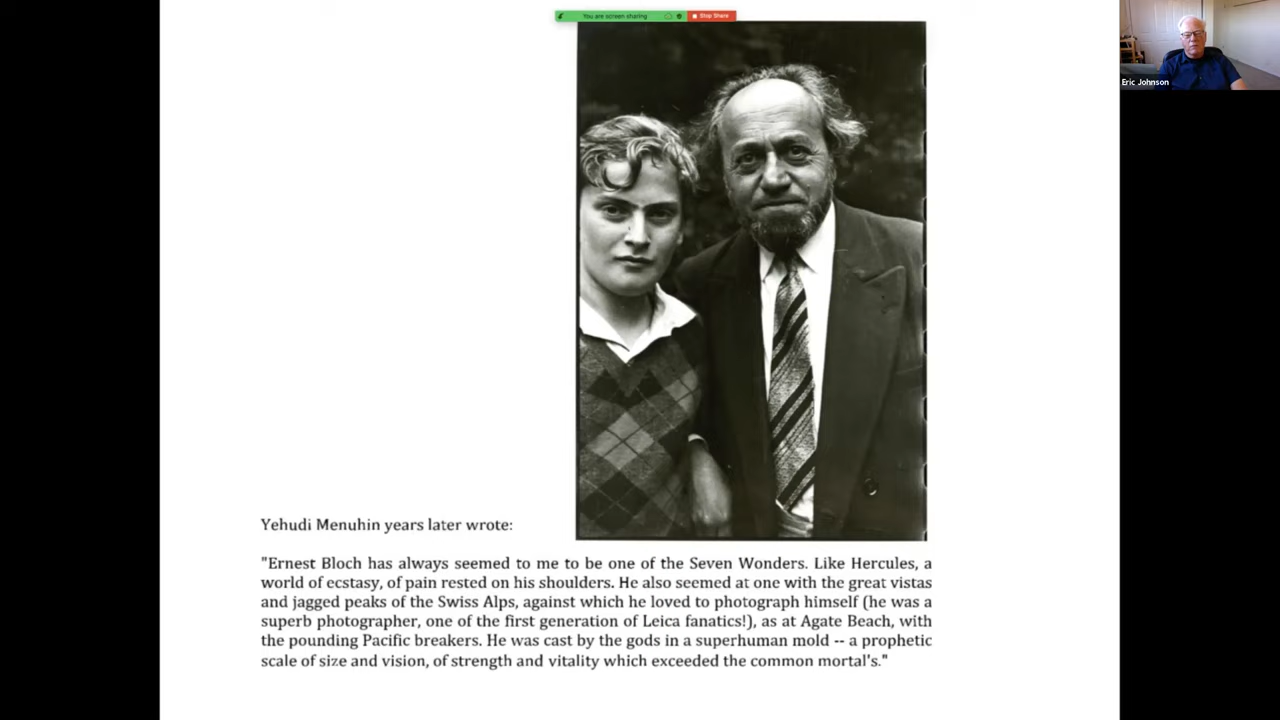 You are screen sharing
Stop Share
Eric Johnson
Yehudi Menuhin years later wrote:
"Ernest Bloch has always seemed to me to be one of the Seven Wonders. Like Hercules, a
world of ecstasy, of pain rested on his shoulders. He also seemed at one with the great vistas
and jagged peaks of the Swiss Alps, against which he loved to photograph himself (he was a
superb photographer, one of the first generation of Leica fanatics!), as at Agate Beach, with
the pounding Pacific breakers. He was cast by the gods in a superhuman mold -- a prophetic
scale of size and vision, of strength and vitality which exceeded the common mortal's."